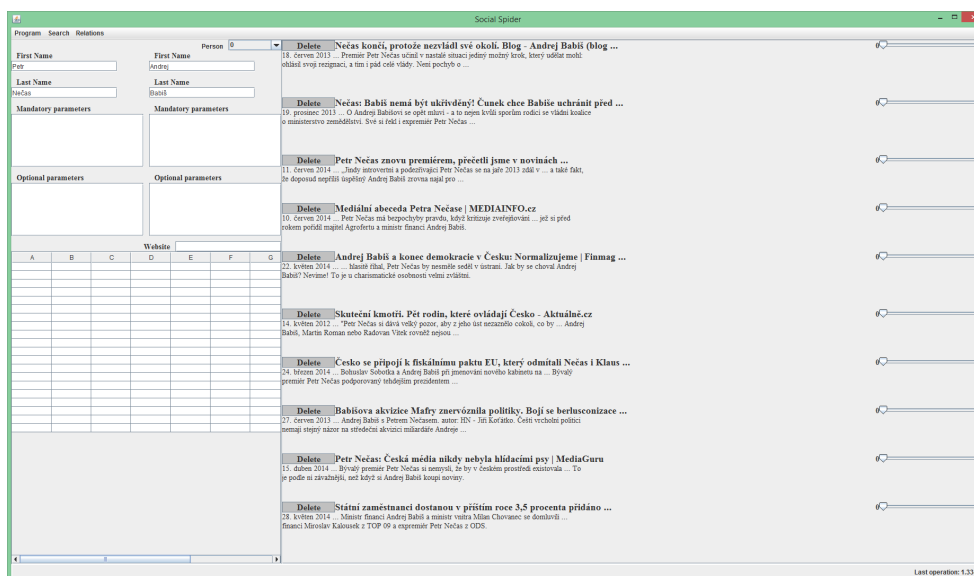 Social Spider
Program Search Relations
Person 0
First Name First Name
Petr Andrej
Last Name Last Name
Nečas Babiš
Mandatory parameters Mandatory parameters
Optional parameters Optional parameters
Website
A B C D E F G
Delete Nečas končí, protože nezvládl své okolí. Blog - Andrej Babiš (blog ...
0
18. červen 2013 ... Premiér Petr Nečas učinil v nastalé situaci jediný možný krok, který udělat mohl:
ohlásil svoji rezignaci, a tím i pád celé vlády. Není pochyb o ...
Delete Nečas: Babiš nemá být ukřivděný! Čunek chce Babiše uchránit před ...
0
19. prosinec 2013 ... O Andreji Babišovi se opět mluví - a to nejen kvůli sporům rodící se vládní koalice
o ministerstvo zemědělství. Své si řekl i expremiér Petr Nečas ...
Delete Petr Nečas znovu premiérem, přečetli jsme v novinách ...
0
11. červen 2014 ... „Jindy introvertní a podezřívající Petr Nečas se na jaře 2013 zdál v ... a také fakt,
že doposud nepříliš úspěšný Andrej Babiš zrovna najal pro ...
Delete Mediální abeceda Petra Nečase | MEDIAINFO.cz
0
10. červen 2014 ... Petr Nečas má bezpochyby pravdu, když kritizuje zveřejňování ... jež si před
rokem pořídil majitel Agrofertu a ministr financí Andrej Babiš.
Delete Andrej Babiš a konec demokracie v Česku: Normalizujeme | Finmag ...
0
22. květen 2014 ... hlasitě říhal, Petr Nečas by nesměle seděl v ústraní. Jak by se choval Andrej
Babiš? Nevíme! To je u charismatické osobnosti velmi zvláštní.
Delete Skuteční kmotři. Pět rodin, které ovládají Česko - Aktuálně.cz
0
14. květen 2012 ... "Petr Nečas si dává velký pozor, aby z jeho úst nezaznělo cokoli, co by ... Andrej
Babiš, Martin Roman nebo Radovan Vítek rovněž nejsou ...
Delete Česko se připojí k fiskálnímu paktu EU, který odmítali Nečas i Klaus ...
0
24. březen 2014 ... Bohuslav Sobotka a Andrej Babiš při jmenování nového kabinetu na ... Bývalý
premiér Petr Nečas podporovaný tehdejším prezidentem ...
Delete Babišova akvizice Mafry znervóznila politiky. Bojí se berlusconizace ...
0
27. červen 2013 ... Andrej Babiš s Petrem Nečasem. autor: HN - Jiří Koťátko. Čeští vrcholní politici
nemají stejný názor na středeční akvizici miliardáře Andreje ...
Delete Petr Nečas: Česká média nikdy nebyla hlídacími psy | MediaGuru
0
15. duben 2014 ... Bývalý premiér Petr Nečas si nemyslí, že by v českém prostředí existovala ... To
je podle ní závažnější, než když si Andrej Babiš koupí noviny.
Delete Státní zaměstnanci dostanou v příštím roce 3,5 procenta přidáno ...
0
28. květen 2014 ... Ministr financí Andrej Babiš a ministr vnitra Milan Chovanec se domluvili ...
financí Miroslav Kalousek z TOP 09 a expremiér Petr Nečas z ODS.
Last operation: 1.33